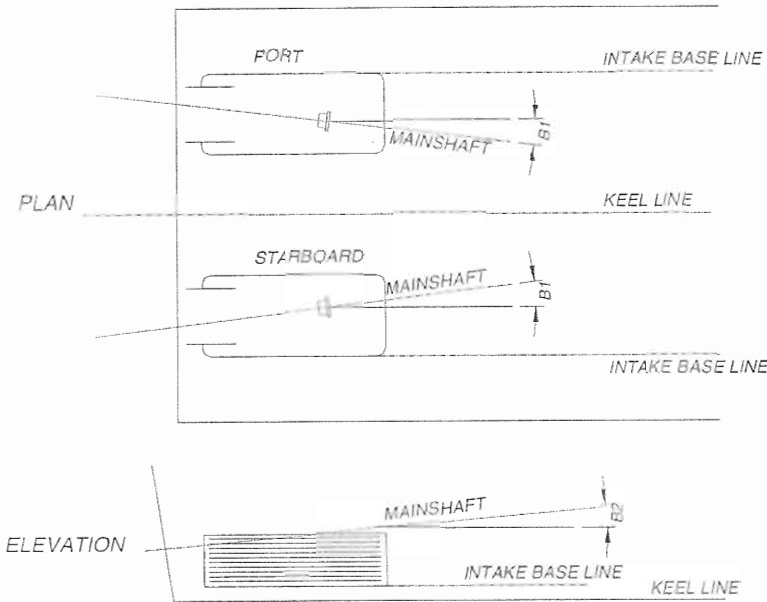 PORT
INTAKE BASE LINE
B1
MAINSHAFT
PLAN
KEEL LINE
STARBOARD
MAINSHAFT
B1
INTAKE BASE LINE
MAINSHAFT
B2
ELEVATION
INTAKE BASE LINE
KEEL LINE